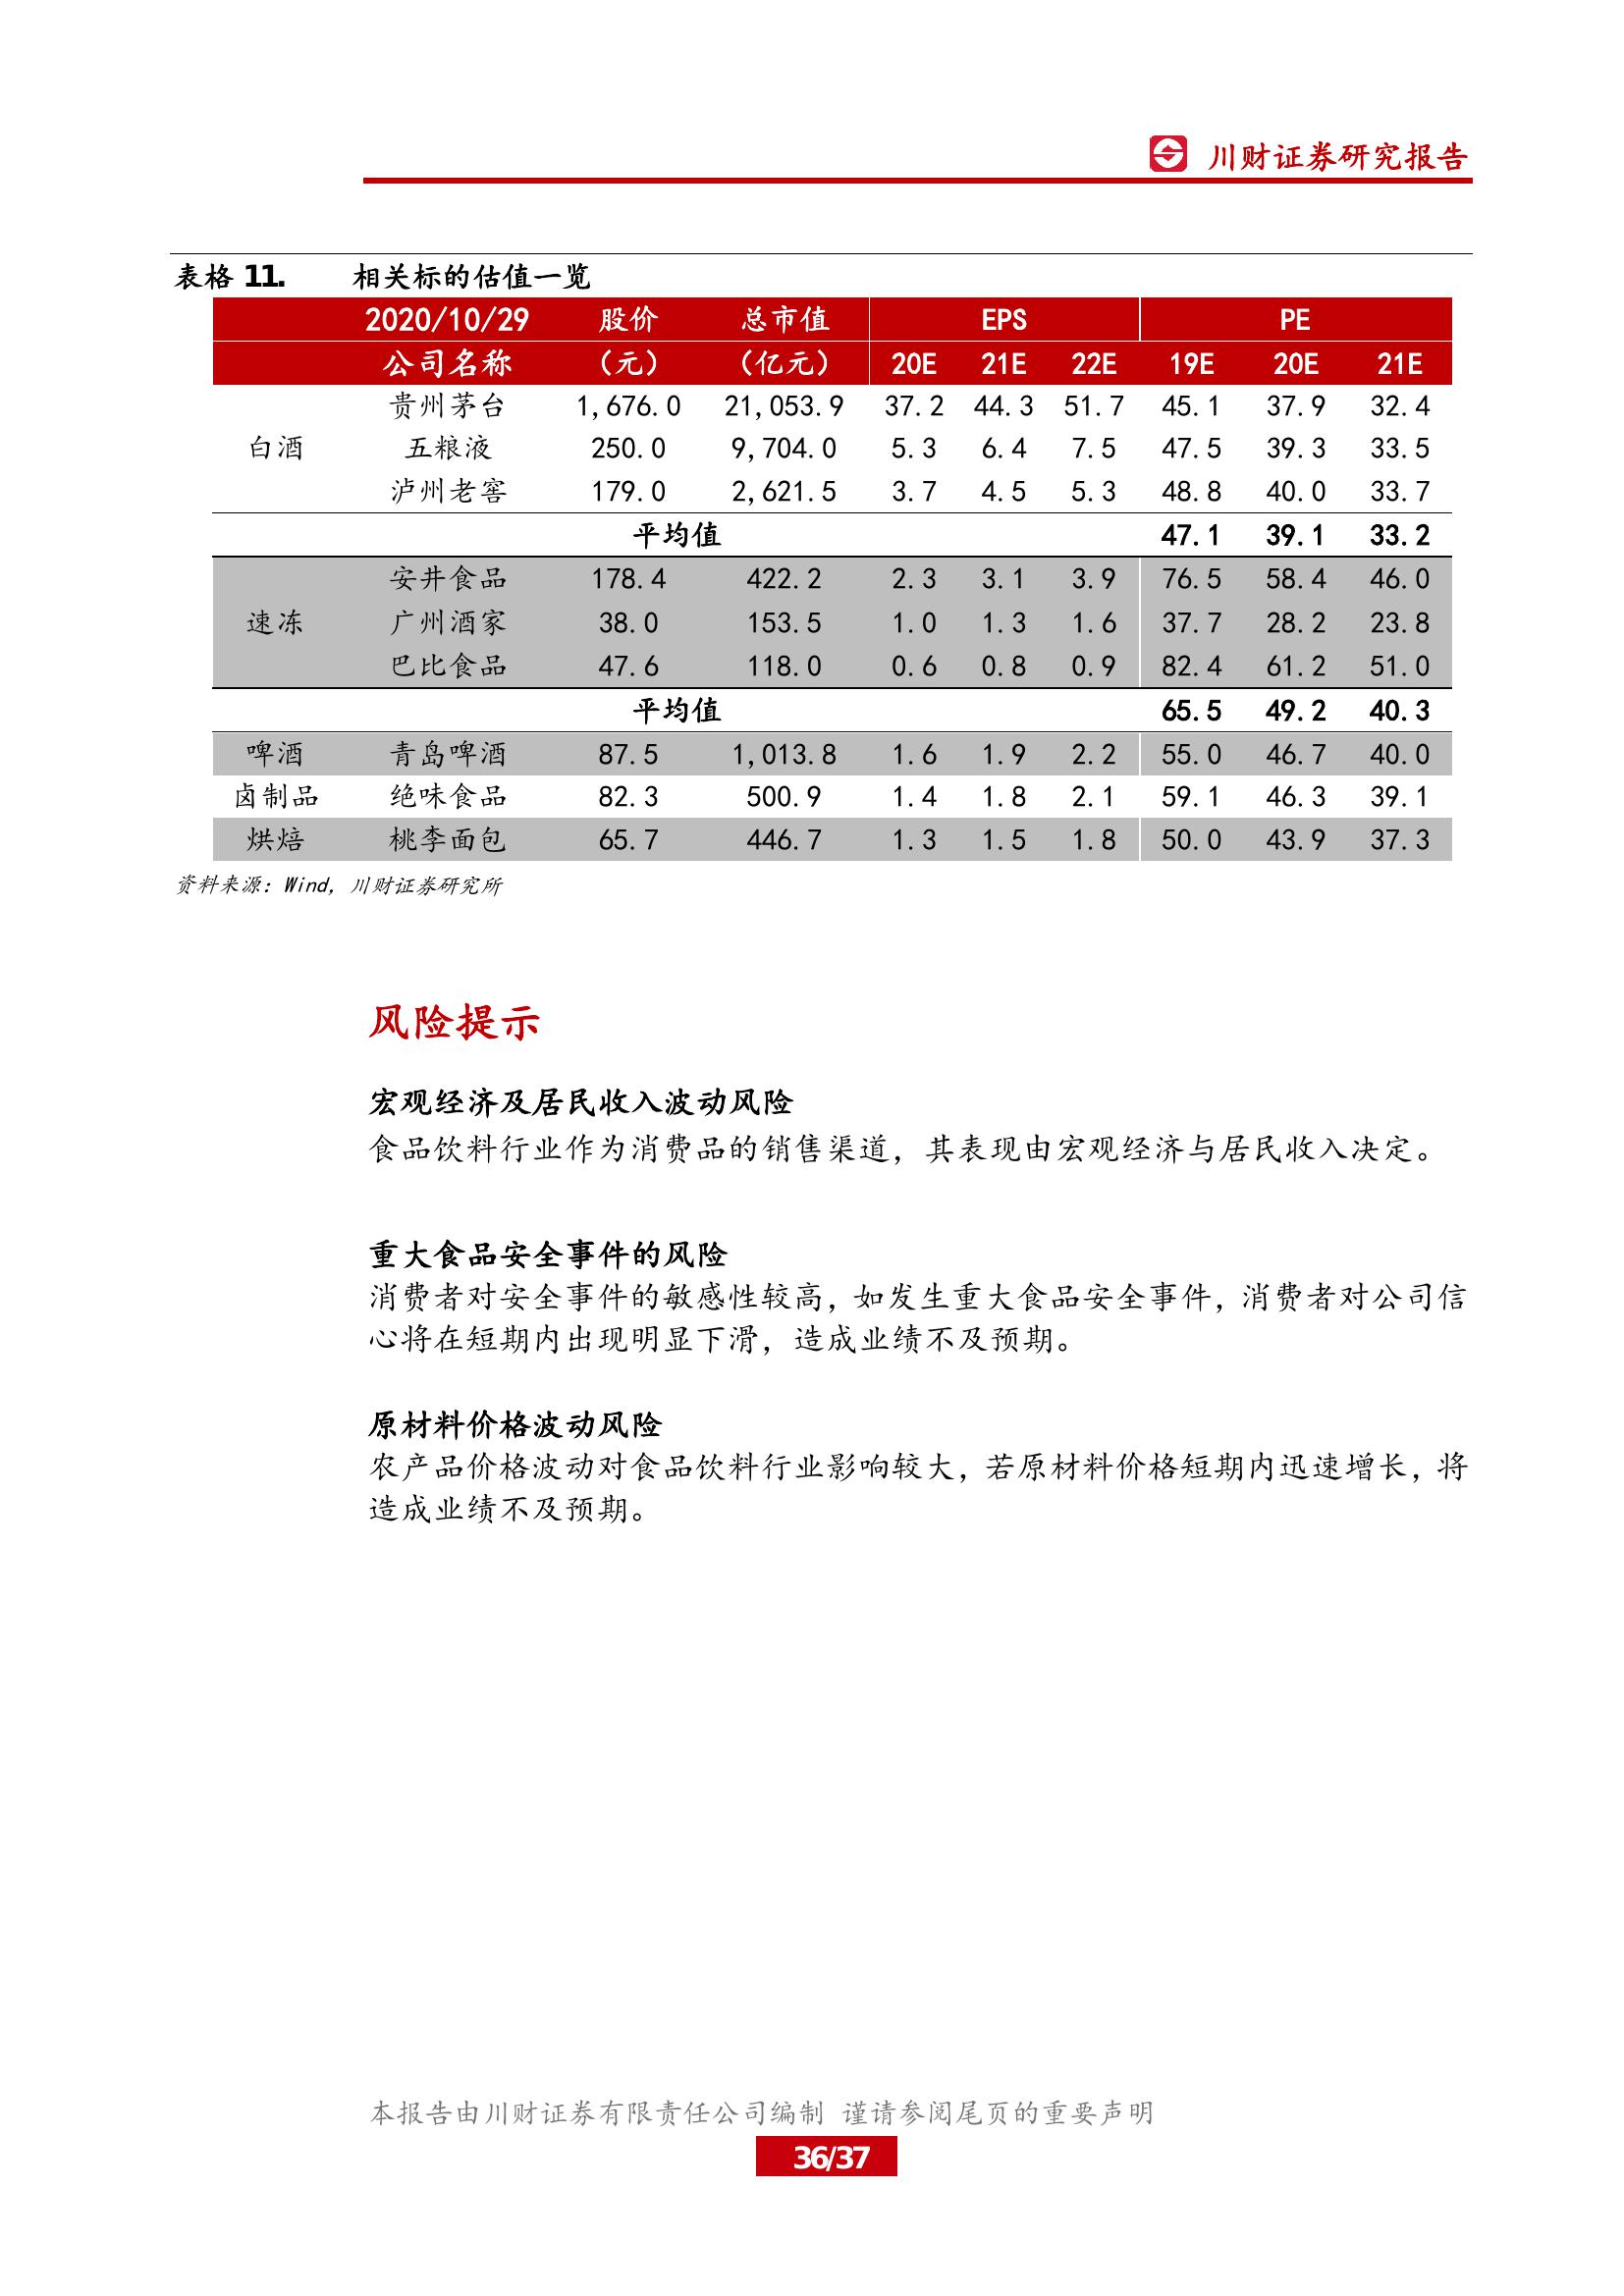 川财证券研究报告
表格 11. 相关标的估值一览
2020/10/29 股价 总市值 EPS PE
公司名称 （元） （亿元） 20E 21E 22E 19E 20E 21E
贵州茅台 1,676.0 21,053.9 37.2 44.3 51.7 45.1 37.9 32.4
白酒 五粮液 250.0 9,704.0 5.3 6.4 7.5 47.5 39.3 33.5
泸州老窖 179.0 2,621.5 3.7 4.5 5.3 48.8 40.0 33.7
平均值 47.1 39.1 33.2
安井食品 178.4 422.2 2.3 3.1 3.9 76.5 58.4 46.0
速冻 广州酒家 38.0 153.5 1.0 1.3 1.6 37.7 28.2 23.8
巴比食品 47.6 118.0 0.6 0.8 0.9 82.4 61.2 51.0
平均值 65.5 49.2 40.3
啤酒 青岛啤酒 87.5 1,013.8 1.6 1.9 2.2 55.0 46.7 40.0
卤制品 绝味食品 82.3 500.9 1.4 1.8 2.1 59.1 46.3 39.1
烘焙 桃李面包 65.7 446.7 1.3 1.5 1.8 50.0 43.9 37.3
资料来源：Wind，川财证券研究所
风险提示
宏观经济及居民收入波动风险
食品饮料行业作为消费品的销售渠道，其表现由宏观经济与居民收入决定。
重大食品安全事件的风险
消费者对安全事件的敏感性较高，如发生重大食品安全事件，消费者对公司信
心将在短期内出现明显下滑，造成业绩不及预期。
原材料价格波动风险
农产品价格波动对食品饮料行业影响较大，若原材料价格短期内迅速增长，将
造成业绩不及预期。
本报告由川财证券有限责任公司编制 谨请参阅尾页的重要声明
36/37